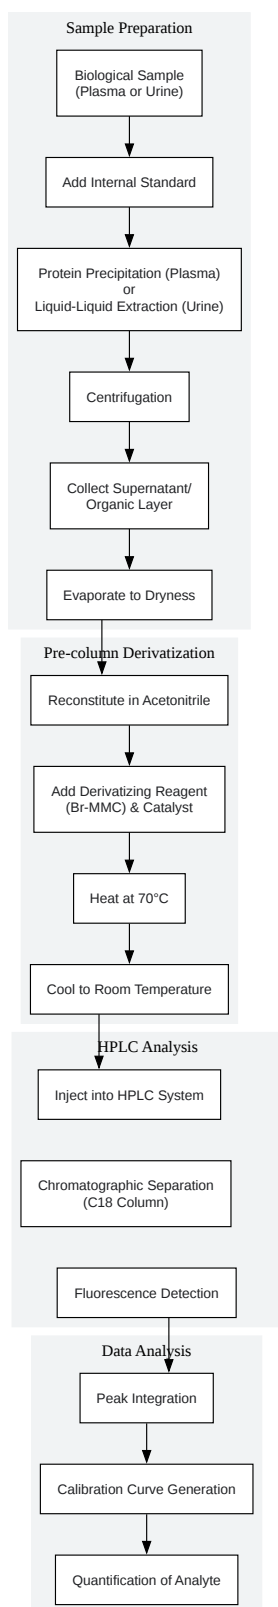 Sample Preparation
Biological Sample
(Plasma or Urine)
Add Internal Standard
Protein Precipitation (Plasma)
or
Liquid-Liquid Extraction (Urine)
Centrifugation
Collect Supernatant/
Organic Layer
Evaporate to Dryness
Pre-column Derivatization
Reconstitute in Acetonitrile
Add Derivatizing Reagent
(Br-MMC) & Catalyst
Heat at 70°C
Cool to Room Temperature
HPLC Analysis
Inject into HPLC System
Chromatographic Separation
(C18 Column)
Fluorescence Detection
Data Analysis
Peak Integration
Calibration Curve Generation
Quantification of Analyte